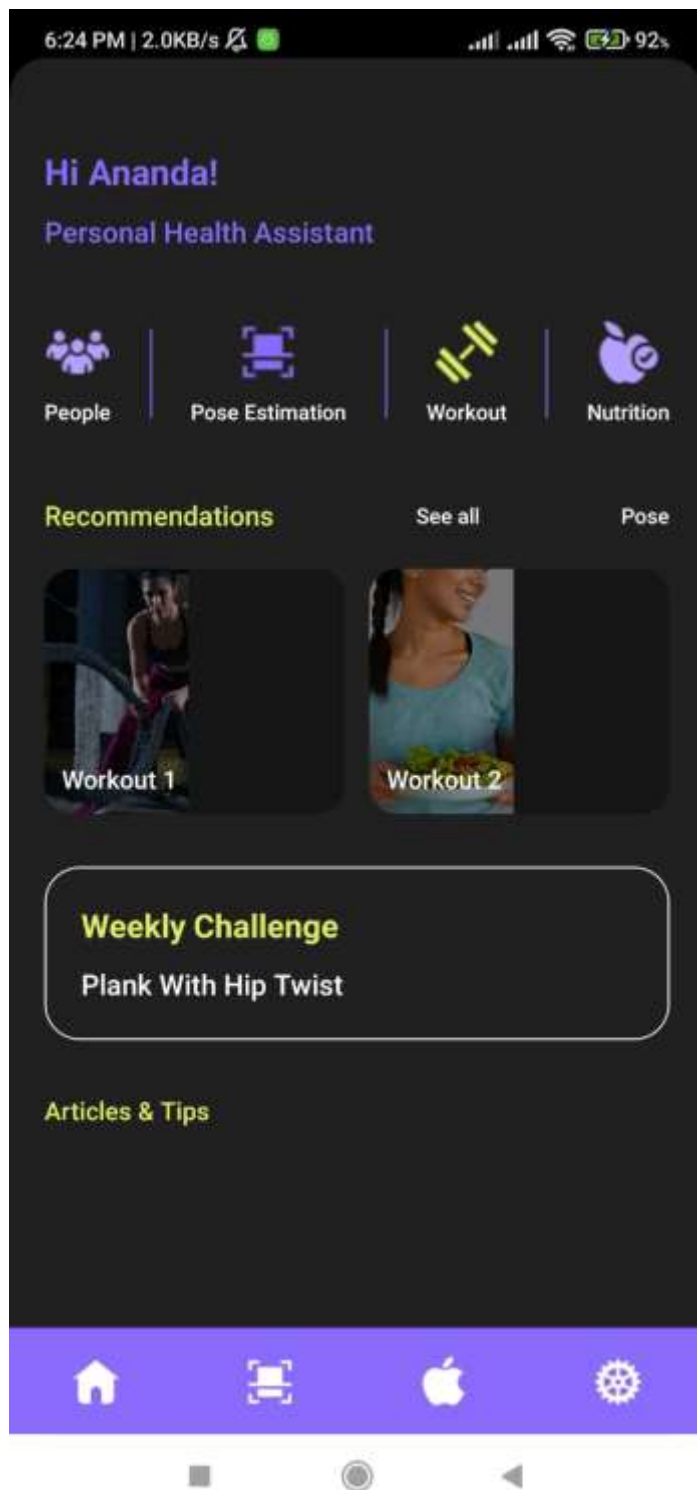 6:24 PM | 2.0KB/s 92%
Hi Ananda!
Personal Health Assistant
People Pose Estimation Workout Nutrition
Recommendations See all Pose
Workout 1 Workout 2
Weekly Challenge
Plank With Hip Twist
Articles & Tips